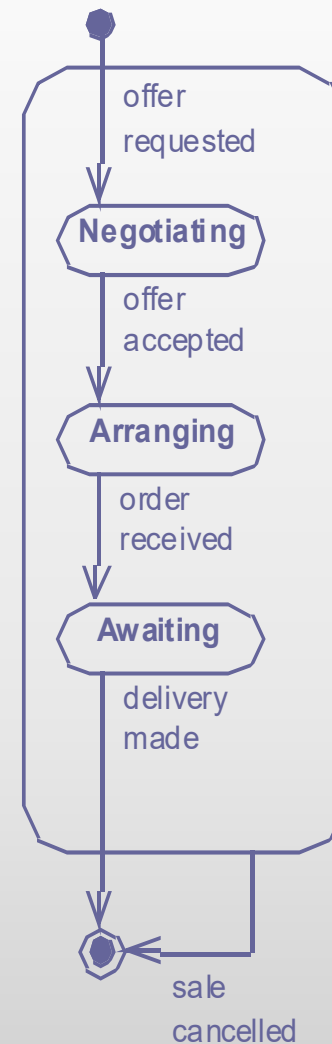 offer
requested
Negotiating
offer
accepted
Arranging
order
received
Awaiting
delivery
made
sale
cancelled